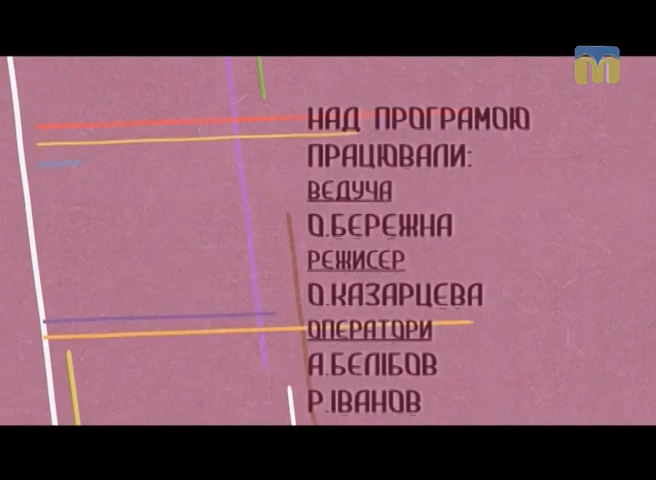 НАД ПРОГРАМОЮ
ПРАЦЮВАЛИ:
ВЕДУЧА
О.БЕРЕЖНА
РЕЖИСЕР
О.КАЗАРЦЕВА
ОПЕРАТОРИ
А.БЕЛІБОВ
Р.ІВАНОВ